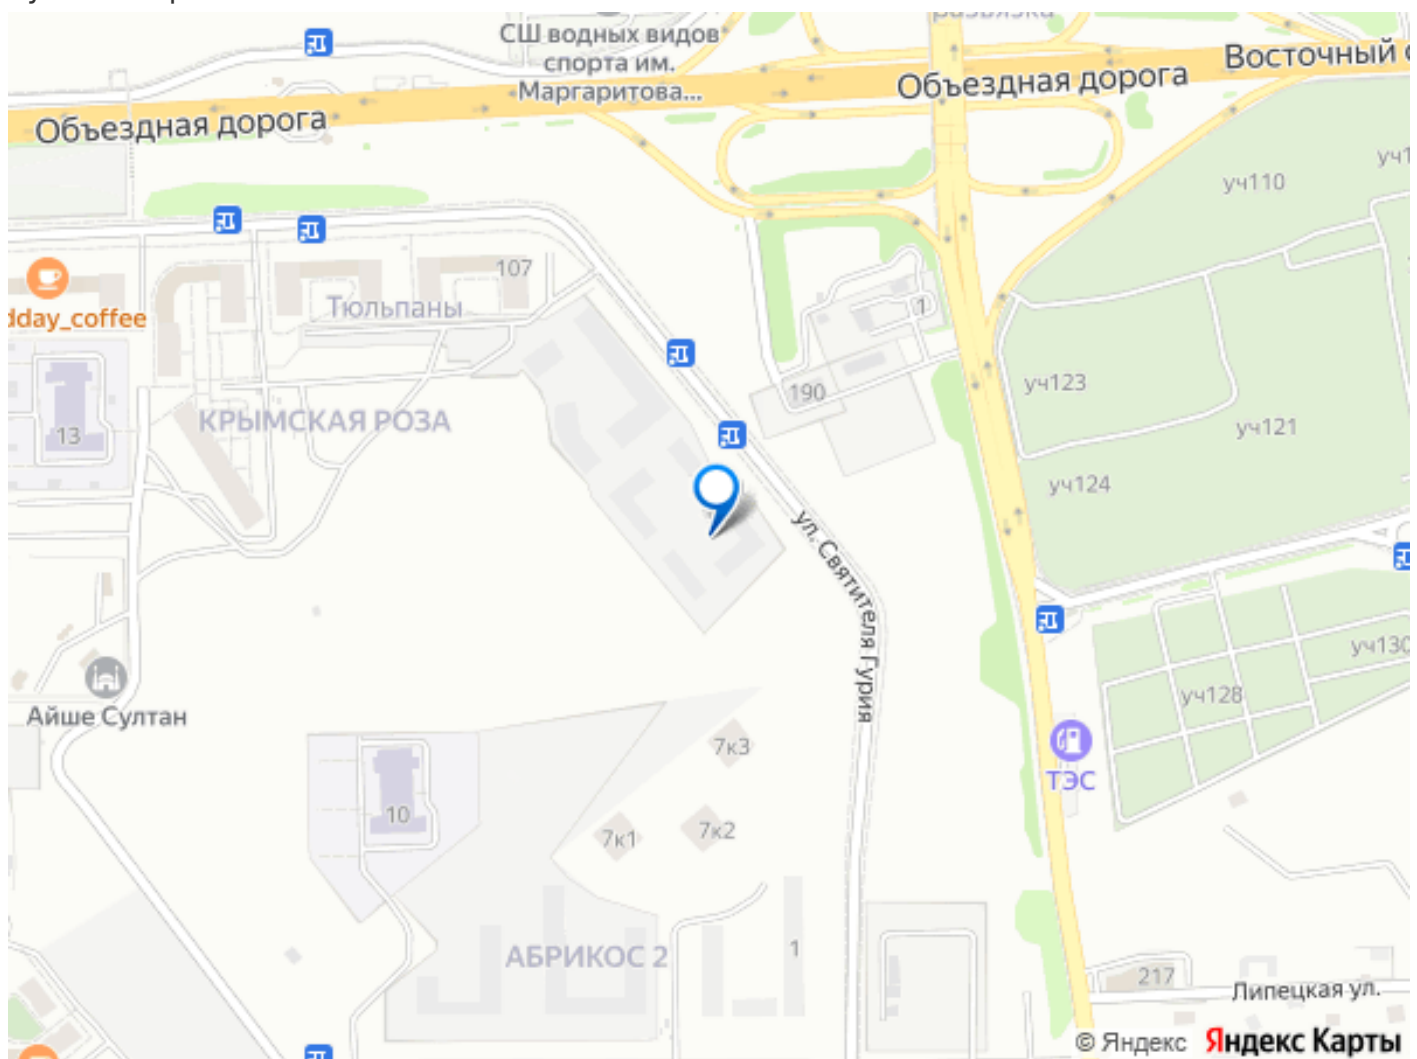 развязка
СШ водных видов
спорта им.
Маргаритова...
Восточный
Объездная дорога
Объездная дорога
уч110
107
Тюльпаны
dday_coffee
1
190
уч123
КРЫМСКАЯ РОЗА
13
уч121
уч124
ул. Святителя Гурия
уч130
уч128
Айше Султан
7к3
ТЭС
10
7к1
7к2
АБРИКОС 2
1
217
Липецкая ул.
© Яндекс Яндекс Карты